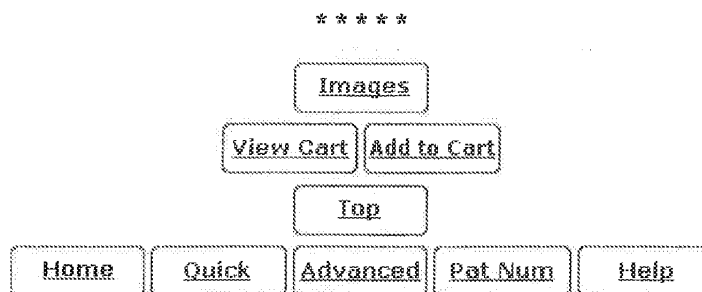 * * * * *
Images
View Cart Add to Cart
Top
Home Quick Advanced Pat Num Help